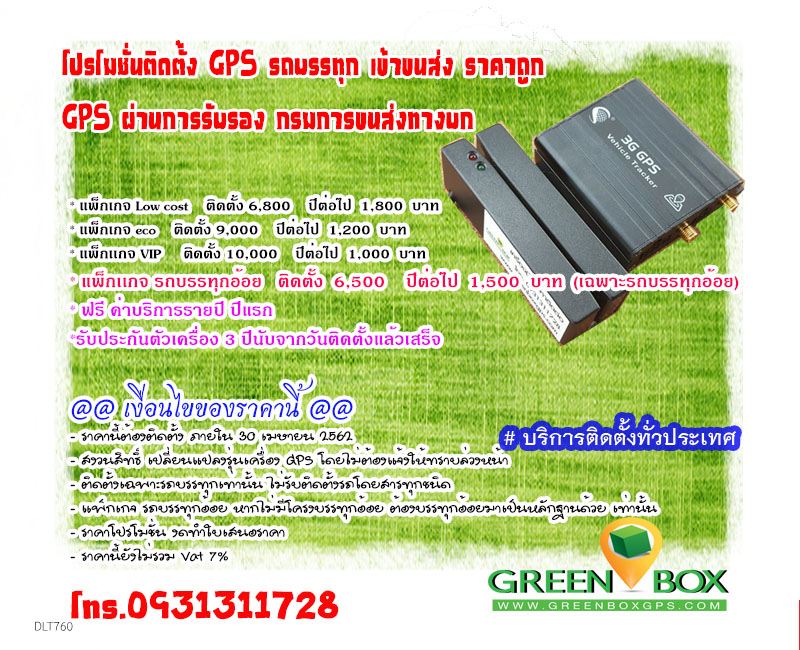 โปรโมชั่นติดตั้ง GPS รถบรรทุก เข้าขนส่ง ราคาถูก
GPS ผ่านการรับรอง กรมการขนส่งทางบก
3G GPS
Vehicle Tracker
* แพ็กเกจ Low cost ติดตั้ง 6,800 ปีต่อไป 1,800 บาท
* แพ็กเกจ eco ติดตั้ง 9,000 ปีต่อไป 1,200 บาท
* แพ็กเเกจ VIP ติดตั้ง 10,000 ปีต่อไป 1,000 บาท
* แพ็กเเกจ รถบรรทุกอ้อย ติดตั้ง 6,500 ปีต่อไป 1,500 บาท (เฉพาะรถบรรทุกอ้อย)
* ฟรี ค่าบริการรายปี ปีแรก
*รับประกันตัวเครื่อง 3 ปีนับจากวันติดตั้งแล้วเสร็จ
@@ เงื่อนไขของราคานี้ @@
- ราคานี้ต้องติดตั้ง ภายใน 30 เมษายน 2562
# บริการติดตั้งทั่วประเทศ
- สงวนสิทธิ์ เปลี่ยนแปลงรุ่นเครื่อง GPS โดยไม่ต้องแจ้งให้ทราบล่วงหน้า
- ติดตั้งเฉพาะรถบรรทุกเท่านั้น ไม่รับติดตั้งรถโดยสารทุกชนิด
- แพ็กเกจ รถบรรทุกอ้อย หากไม่มีโครงบรรทุกอ้อย ต้องบรรทุกอ้อยมาเป็นหลักฐานด้วย เท่านั้น
- ราคาโปรโมชั่น งดทำใบเสนอราคา
- ราคานี้ยังไม่รวม Vat 7%
GREEN BOX
WWW.GREENBOXGPS.COM
โทร.0931311728
DLT760